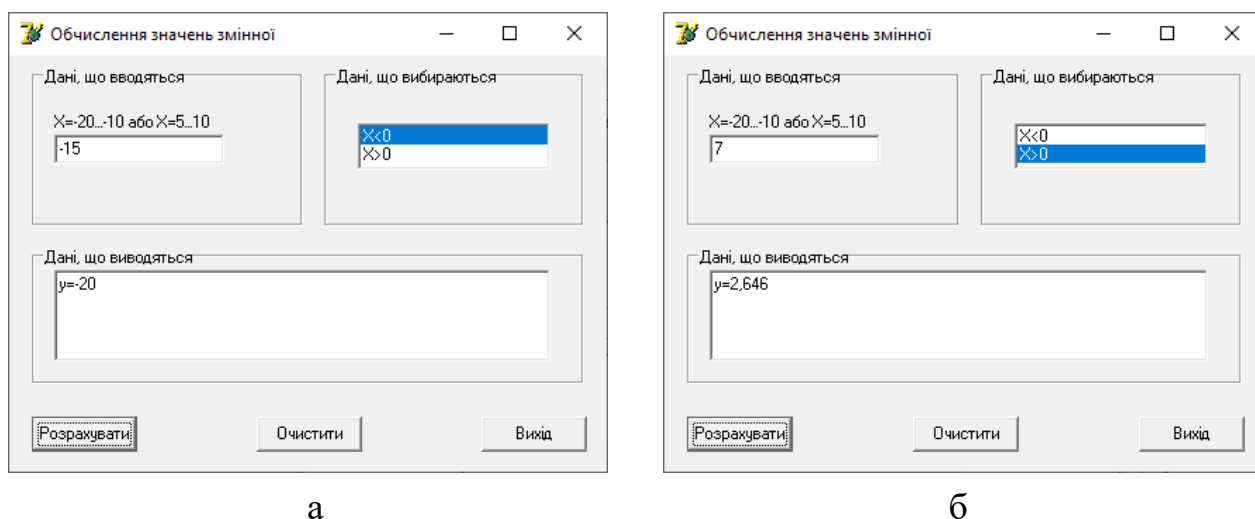 Обчислення значень змінної
Дані, що вводяться
X=-20...-10 або X=5...10
-15
Дані, що вибираються
X<0
X>0
Дані, що виводяться
y=-20
Розрахувати
Очистити
Вихід
а
Обчислення значень змінної
Дані, що вводяться
X=-20...-10 або X=5...10
7
Дані, що вибираються
X<0
X>0
Дані, що виводяться
y=2,646
Розрахувати
Очистити
Вихід
б